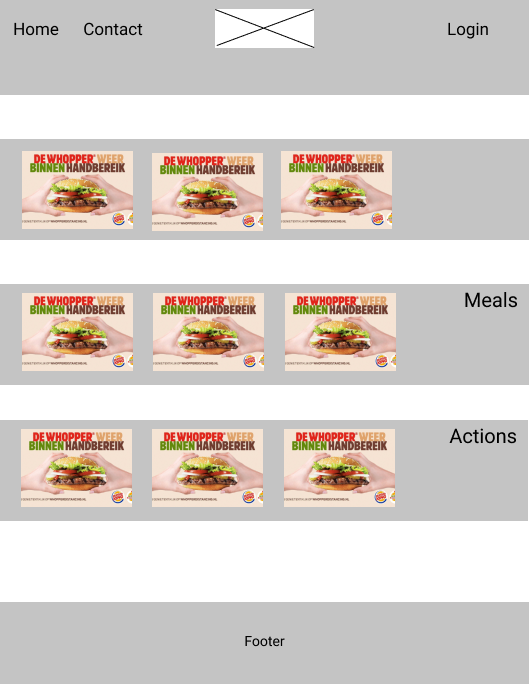 Home Contact Login
DE WHOPPER® WEER DE WHOPPER® WEER DE WHOPPER® WEER
BINNEN HANDBEREIK BINNEN HANDBEREIK BINNEN HANDBEREIK
Meals
DE WHOPPER® WEER DE WHOPPER® WEER DE WHOPPER® WEER
BINNEN HANDBEREIK BINNEN HANDBEREIK BINNEN HANDBEREIK
Actions
DE WHOPPER® WEER DE WHOPPER® WEER DE WHOPPER® WEER
BINNEN HANDBEREIK BINNEN HANDBEREIK BINNEN HANDBEREIK
Footer